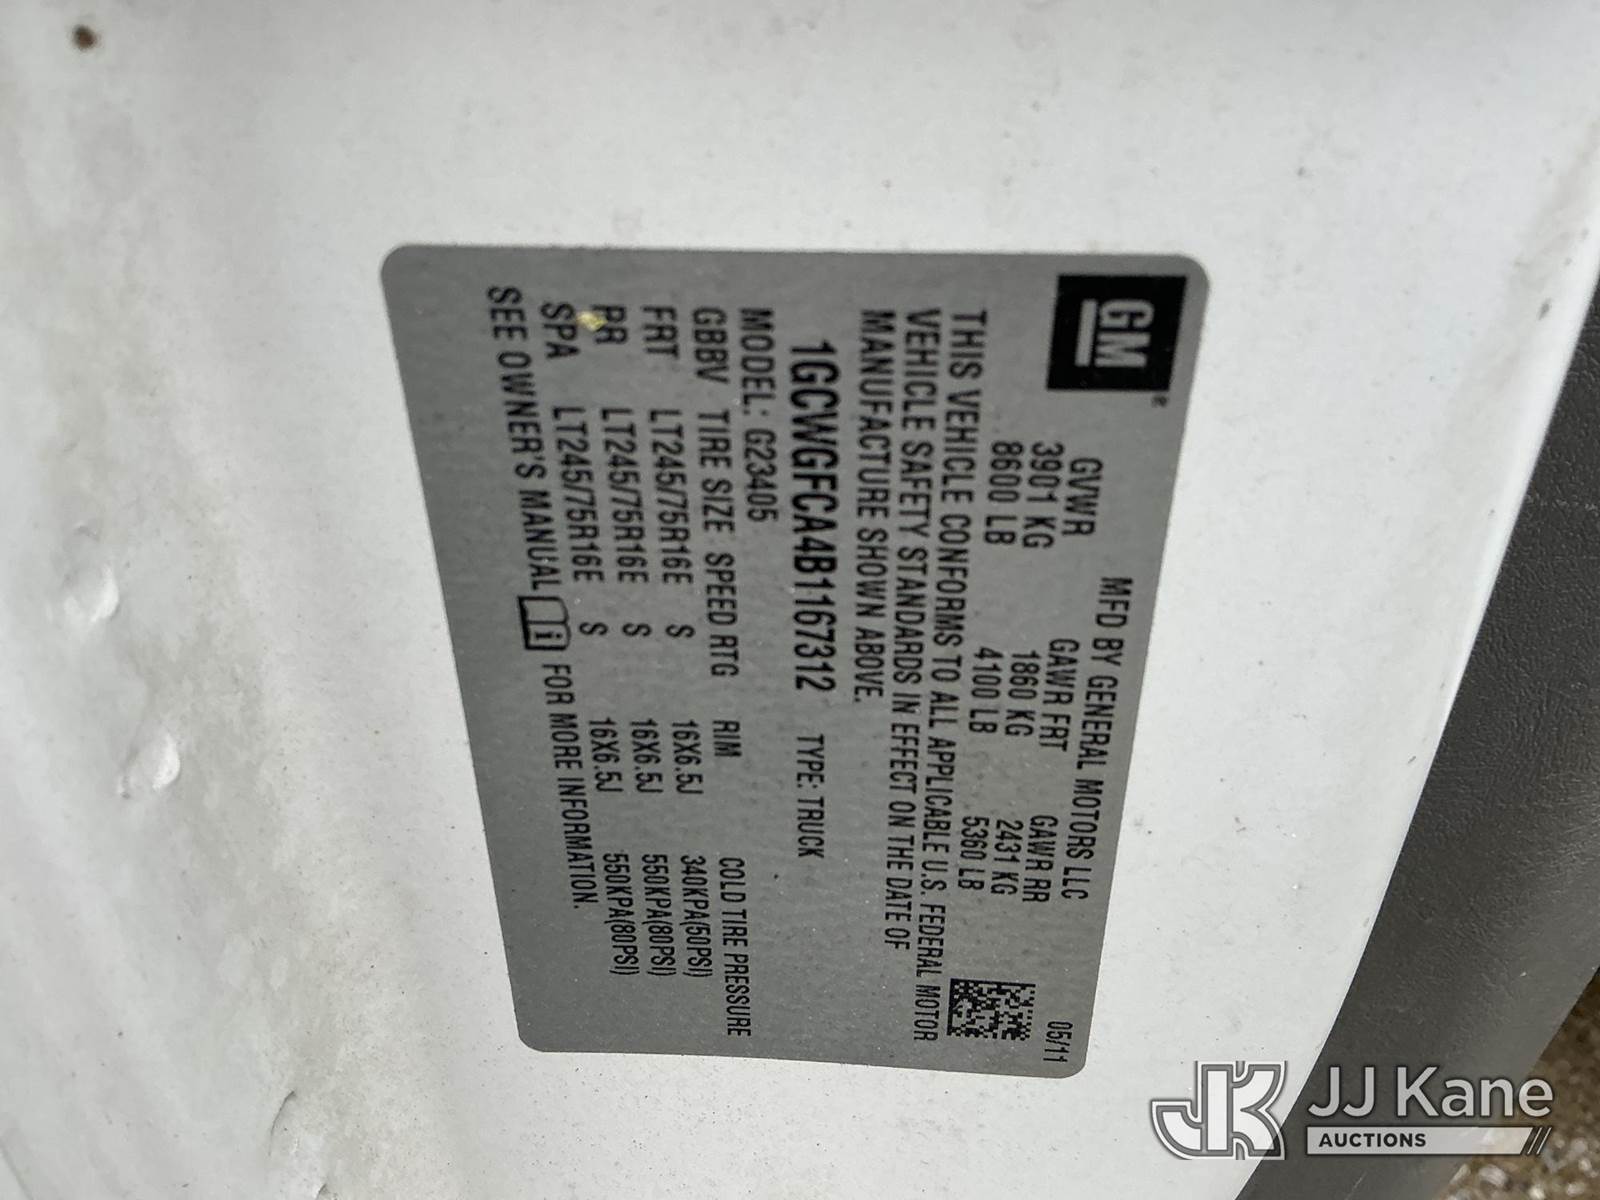 GM
MFD BY GENERAL MOTORS LLC 05/11
GVWR GAWR FRT GAWR RR
3901 KG 1860 KG 2431 KG
8600 LB 4100 LB 5360 LB
THIS VEHICLE CONFORMS TO ALL APPLICABLE U.S. FEDERAL MOTOR
VEHICLE SAFETY STANDARDS IN EFFECT ON THE DATE OF
MANUFACTURE SHOWN ABOVE.
1GCWGFCA4B1167312 TYPE: TRUCK
MODEL: G23405
GBBV TIRE SIZE SPEED RTG RIM COLD TIRE PRESSURE
FRT LT245/75R16E S 16X6.5J 340KPA(50PSI)
RR LT245/75R16E S 16X6.5J 550KPA(80PSI)
SPA LT245/75R16E S 16X6.5J 550KPA(80PSI)
SEE OWNER'S MANUAL i FOR MORE INFORMATION.
JK JJ Kane
AUCTIONS